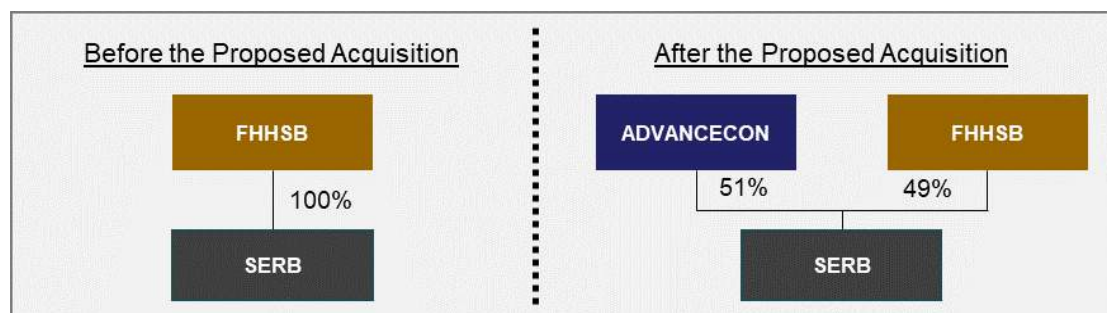 Before the Proposed Acquisition
FHHSB
100%
SERB
After the Proposed Acquisition
ADVANCECON
FHHSB
51%
49%
SERB